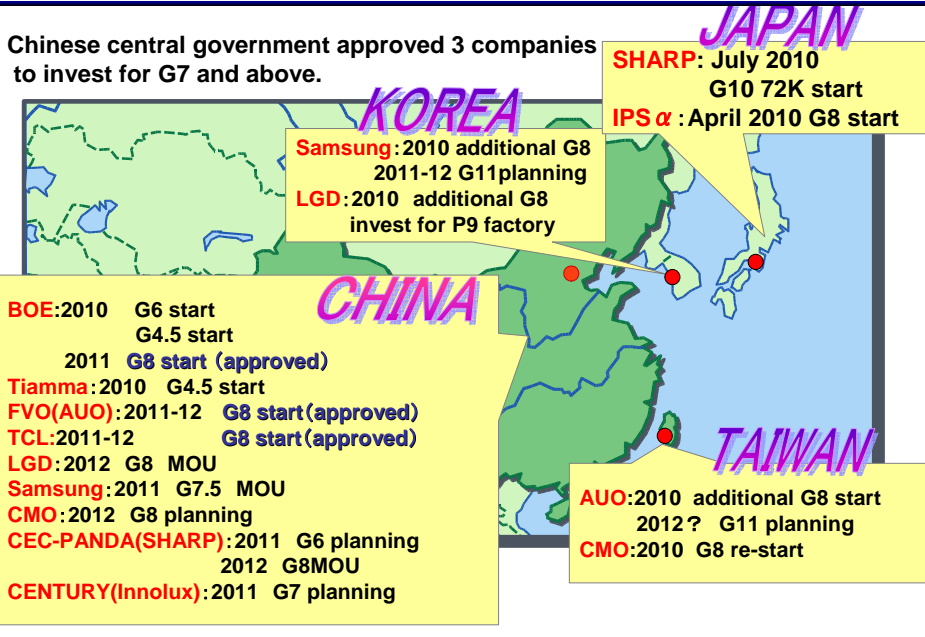 Chinese central government approved 3 companies
to invest for G7 and above.
JAPAN
SHARP: July 2010
G10 72K start
IPS α :April 2010 G8 start
KOREA
Samsung:2010 additional G8
2011-12 G11planning
LGD:2010 additional G8
invest for P9 factory
CHINA
BOE:2010 G6 start
G4.5 start
2011 G8 start (approved)
Tiamma:2010 G4.5 start
FVO(AUO):2011-12 G8 start(approved)
TCL:2011-12 G8 start(approved)
LGD:2012 G8 MOU
Samsung:2011 G7.5 MOU
CMO:2012 G8 planning
CEC-PANDA(SHARP):2011 G6 planning
2012 G8MOU
CENTURY(Innolux):2011 G7 planning
TAIWAN
AUO:2010 additional G8 start
2012? G11 planning
CMO:2010 G8 re-start